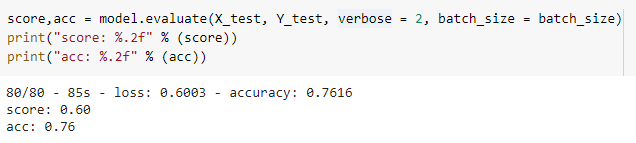 score,acc = model.evaluate(X_test, Y_test, verbose = 2, batch_size = batch_size)
print("score: %.2f" % (score))
print("acc: %.2f" % (acc))
80/80 - 85s - loss: 0.6003 - accuracy: 0.7616
score: 0.60
acc: 0.76